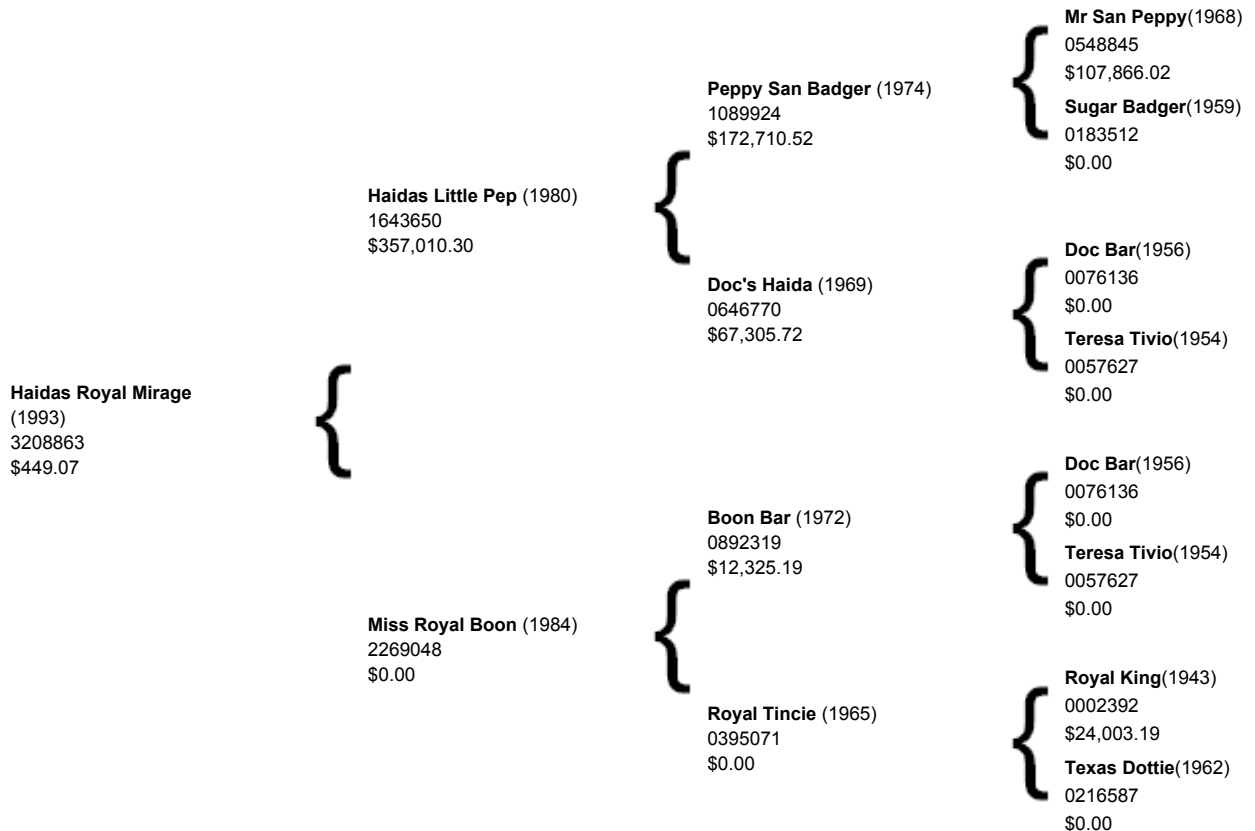 Mr San Peppy(1968)
0548845
$107,866.02
Peppy San Badger (1974)
1089924
$172,710.52
Sugar Badger(1959)
0183512
$0.00
Haidas Little Pep (1980)
1643650
$357,010.30
Doc Bar(1956)
0076136
$0.00
Doc's Haida (1969)
0646770
$67,305.72
Teresa Tivio(1954)
0057627
$0.00
Haidas Royal Mirage
(1993)
3208863
$449.07
Doc Bar(1956)
0076136
$0.00
Boon Bar (1972)
0892319
$12,325.19
Teresa Tivio(1954)
0057627
$0.00
Miss Royal Boon (1984)
2269048
$0.00
Royal King(1943)
0002392
$24,003.19
Royal Tincie (1965)
0395071
$0.00
Texas Dottie(1962)
0216587
$0.00